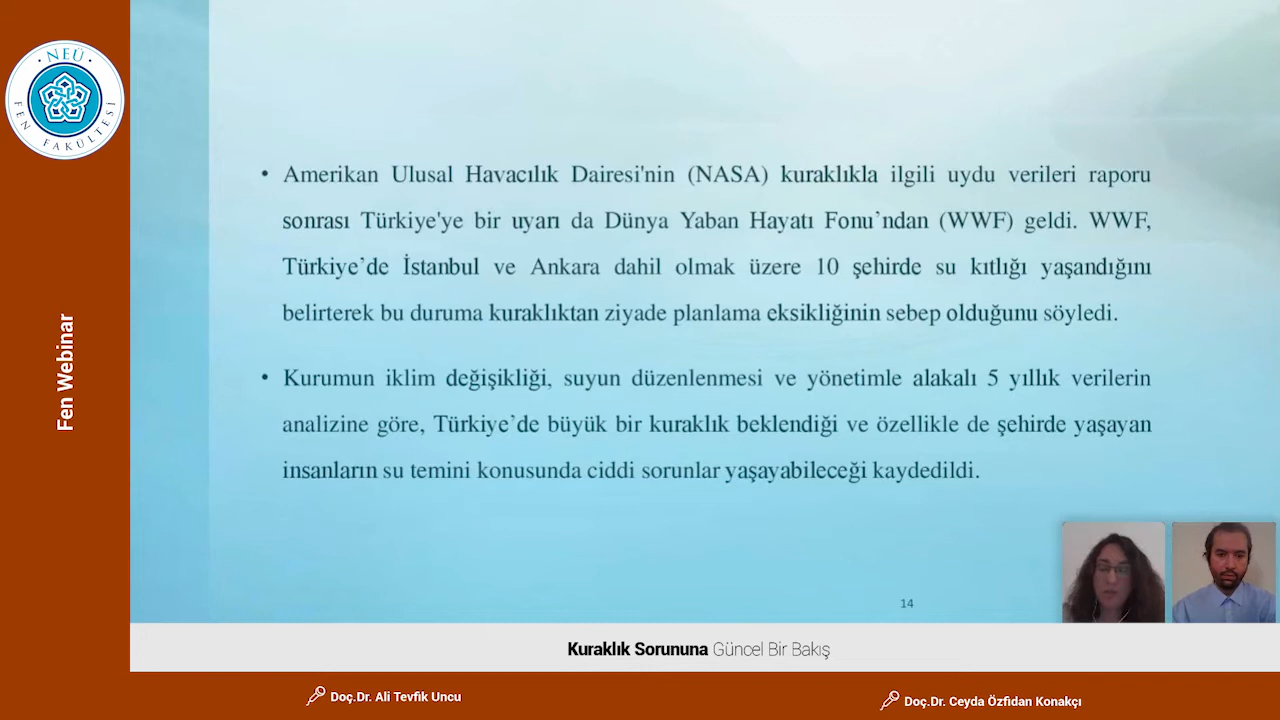 · NEÜ ·
FEN FAKÜLTESİ
Fen Webinar
• Amerikan Ulusal Havacılık Dairesi'nin (NASA) kuraklıkla ilgili uydu verileri raporu
sonrası Türkiye'ye bir uyarı da Dünya Yaban Hayatı Fonu’ndan (WWF) geldi. WWF,
Türkiye’de İstanbul ve Ankara dahil olmak üzere 10 şehirde su kıtlığı yaşandığını
belirterek bu duruma kuraklıktan ziyade planlama eksikliğinin sebep olduğunu söyledi.
• Kurumun iklim değişikliği, suyun düzenlenmesi ve yönetimle alakalı 5 yıllık verilerin
analizine göre, Türkiye’de büyük bir kuraklık beklendiği ve özellikle de şehirde yaşayan
insanların su temini konusunda ciddi sorunlar yaşayabileceği kaydedildi.
14
Kuraklık Sorununa Güncel Bir Bakış
Doç.Dr. Ali Tevfik Uncu
Doç.Dr. Ceyda Özfidan Konakçı